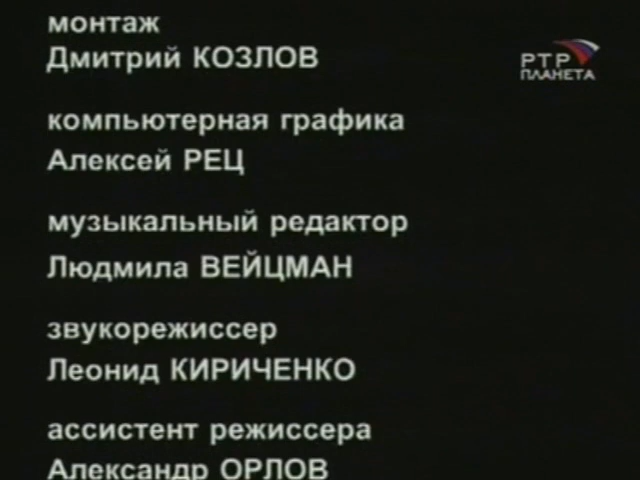 монтаж
Дмитрий КОЗЛОВ
РТР
ПЛАНЕТА
компьютерная графика
Алексей РЕЦ
музыкальный редактор
Людмила ВЕЙЦМАН
звукорежиссер
Леонид КИРИЧЕНКО
ассистент режиссера
Александр ОРЛОВ